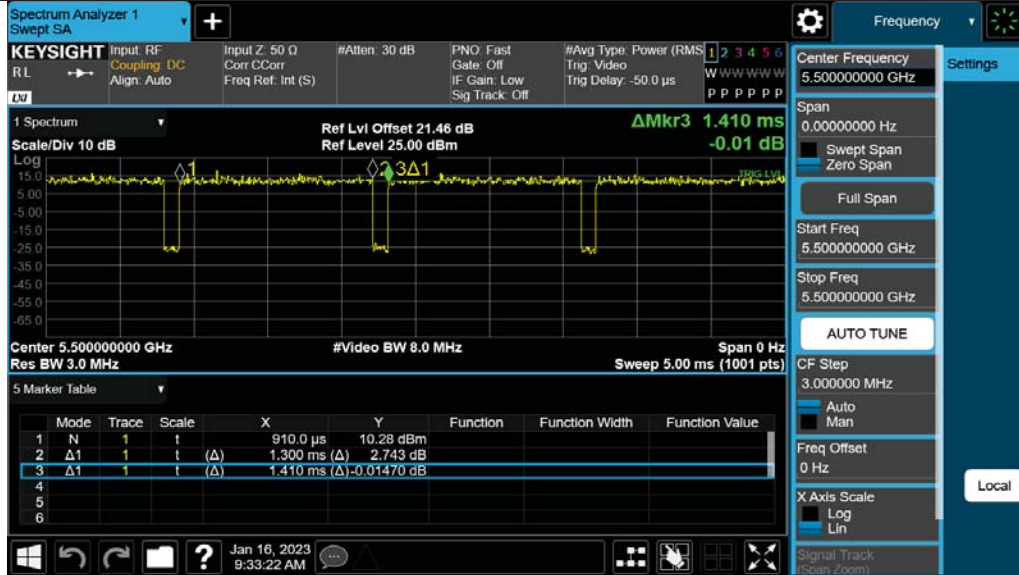 Spectrum Analyzer 1
Swept SA
Frequency
KEYSIGHT
RL
LXI
Input: RF
Coupling: DC
Align: Auto
Input Z: 50 Ω
Corr CCorr
Freq Ref: Int (S)
#Atten: 30 dB
PNO: Fast
Gate: Off
IF Gain: Low
Sig Track: Off
#Avg Type: Power (RMS
Trig: Video
Trig Delay: -50.0 µs
1 2 3 4 5 6
W W W W W W
P P P P P P
1 Spectrum
Scale/Div 10 dB
Ref Lvl Offset 21.46 dB
Ref Level 25.00 dBm
ΔMkr3 1.410 ms
-0.01 dB
Log
15.0
5.00
-5.00
-15.0
-25.0
-35.0
-45.0
-55.0
-65.0
1
2 3Δ1
TRIG LVL
Center 5.500000000 GHz
Res BW 3.0 MHz
#Video BW 8.0 MHz
Span 0 Hz
Sweep 5.00 ms (1001 pts)
5 Marker Table
Mode Trace Scale X Y Function Function Width Function Value
1 N 1 t 910.0 µs 10.28 dBm
2 Δ1 1 t (Δ) 1.300 ms (Δ) 2.743 dB
3 Δ1 1 t (Δ) 1.410 ms (Δ) -0.01470 dB
4
5
6
Jan 16, 2023
9:33:22 AM
Center Frequency
5.500000000 GHz
Span
0.00000000 Hz
Swept Span
Zero Span
Full Span
Start Freq
5.500000000 GHz
Stop Freq
5.500000000 GHz
AUTO TUNE
CF Step
3.000000 MHz
Auto
Man
Freq Offset
0 Hz
X Axis Scale
Log
Lin
Signal Track
(Span Zoom)
Settings
Local